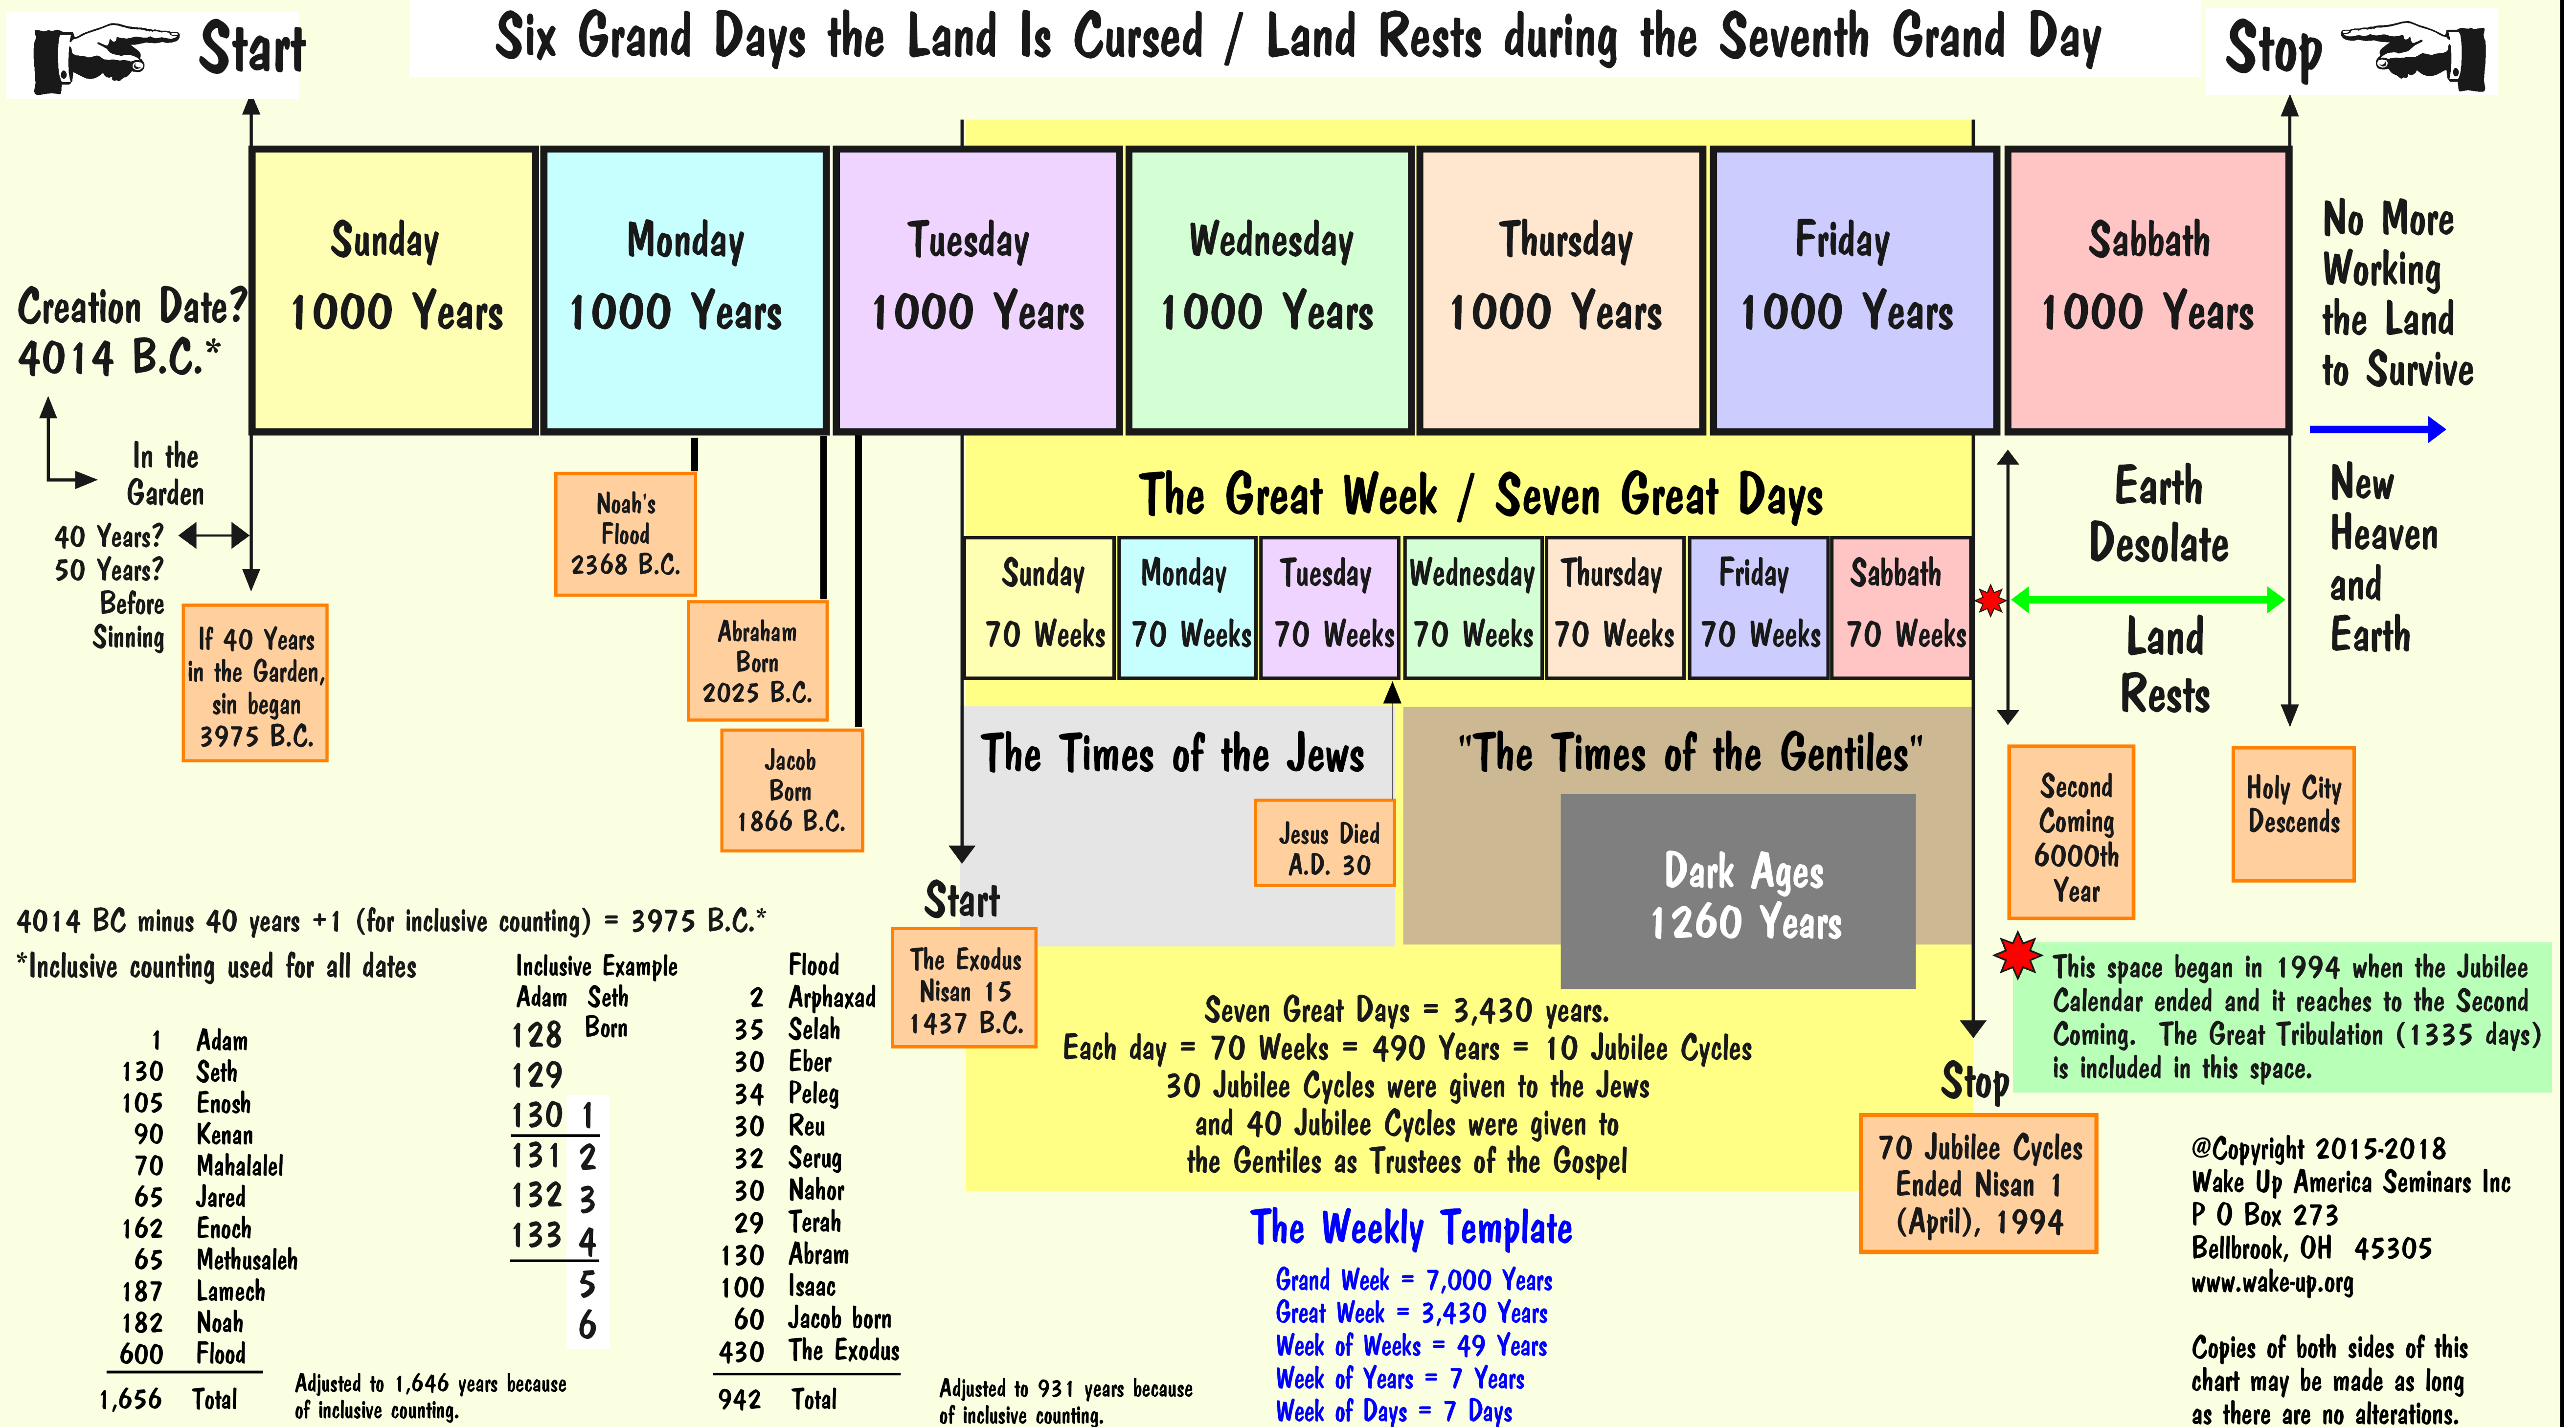 Start
Six Grand Days the Land Is Cursed / Land Rests during the Seventh Grand Day
Stop
Sunday
1000 Years
Monday
1000 Years
Tuesday
1000 Years
Wednesday
1000 Years
Thursday
1000 Years
Friday
1000 Years
Sabbath
1000 Years
No More
Working
the Land
to Survive
Creation Date?
4014 B.C.*
In the
Garden
40 Years?
50 Years?
Before
Sinning
If 40 Years
in the Garden,
sin began
3975 B.C.
Noah's
Flood
2368 B.C.
Abraham
Born
2025 B.C.
Jacob
Born
1866 B.C.
The Great Week / Seven Great Days
Sunday
70 Weeks
Monday
70 Weeks
Tuesday
70 Weeks
Wednesday
70 Weeks
Thursday
70 Weeks
Friday
70 Weeks
Sabbath
70 Weeks
Earth
Desolate
Land
Rests
New
Heaven
and
Earth
The Times of the Jews
"The Times of the Gentiles"
Jesus Died
A.D. 30
Dark Ages
1260 Years
Second
Coming
6000th
Year
Holy City
Descends
Start
The Exodus
Nisan 15
1437 B.C.
This space began in 1994 when the Jubilee
Calendar ended and it reaches to the Second
Coming. The Great Tribulation (1335 days)
is included in this space.
Seven Great Days = 3,430 years.
Each day = 70 Weeks = 490 Years = 10 Jubilee Cycles
30 Jubilee Cycles were given to the Jews
and 40 Jubilee Cycles were given to
the Gentiles as Trustees of the Gospel
Stop
70 Jubilee Cycles
Ended Nisan 1
(April), 1994
4014 BC minus 40 years +1 (for inclusive counting) = 3975 B.C.*
*Inclusive counting used for all dates
1 Adam
130 Seth
105 Enosh
90 Kenan
70 Mahalalel
65 Jared
162 Enoch
65 Methusaleh
187 Lamech
182 Noah
600 Flood
1,656 Total
Adjusted to 1,646 years because
of inclusive counting.
Inclusive Example
Adam Seth
Born
128
129
130 1
131 2
132 3
133 4
5
6
Flood
2 Arphaxad
35 Selah
30 Eber
34 Peleg
30 Reu
32 Serug
30 Nahor
29 Terah
130 Abram
100 Isaac
60 Jacob born
430 The Exodus
942 Total
Adjusted to 931 years because
of inclusive counting.
The Weekly Template
Grand Week = 7,000 Years
Great Week = 3,430 Years
Week of Weeks = 49 Years
Week of Years = 7 Years
Week of Days = 7 Days
@Copyright 2015-2018
Wake Up America Seminars Inc
P O Box 273
Bellbrook, OH 45305
www.wake-up.org
Copies of both sides of this
chart may be made as long
as there are no alterations.